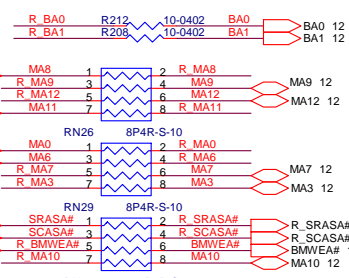 R_BA0 R212 10-0402 BA0 BA0 12
R_BA1 R208 10-0402 BA1 BA1 12
MA8 1 2 R_MA8
R_MA9 3 4 MA9 MA9 12
R_MA12 5 6 MA12 MA12 12
MA11 7 8 R_MA11
RN26 8P4R-S-10
MA0 1 2 R_MA0
MA6 3 4 R_MA6
R_MA7 5 6 MA7 MA7 12
R_MA3 7 8 MA3 MA3 12
RN29 8P4R-S-10
SRASA# 1 2 R_SRASA# R_SRASA#
SCASA# 3 4 R_SCASA# R_SCASA#
R_BMWEA# 5 6 BMWEA# BMWEA#
R_MA10 7 8 MA10 MA10 12